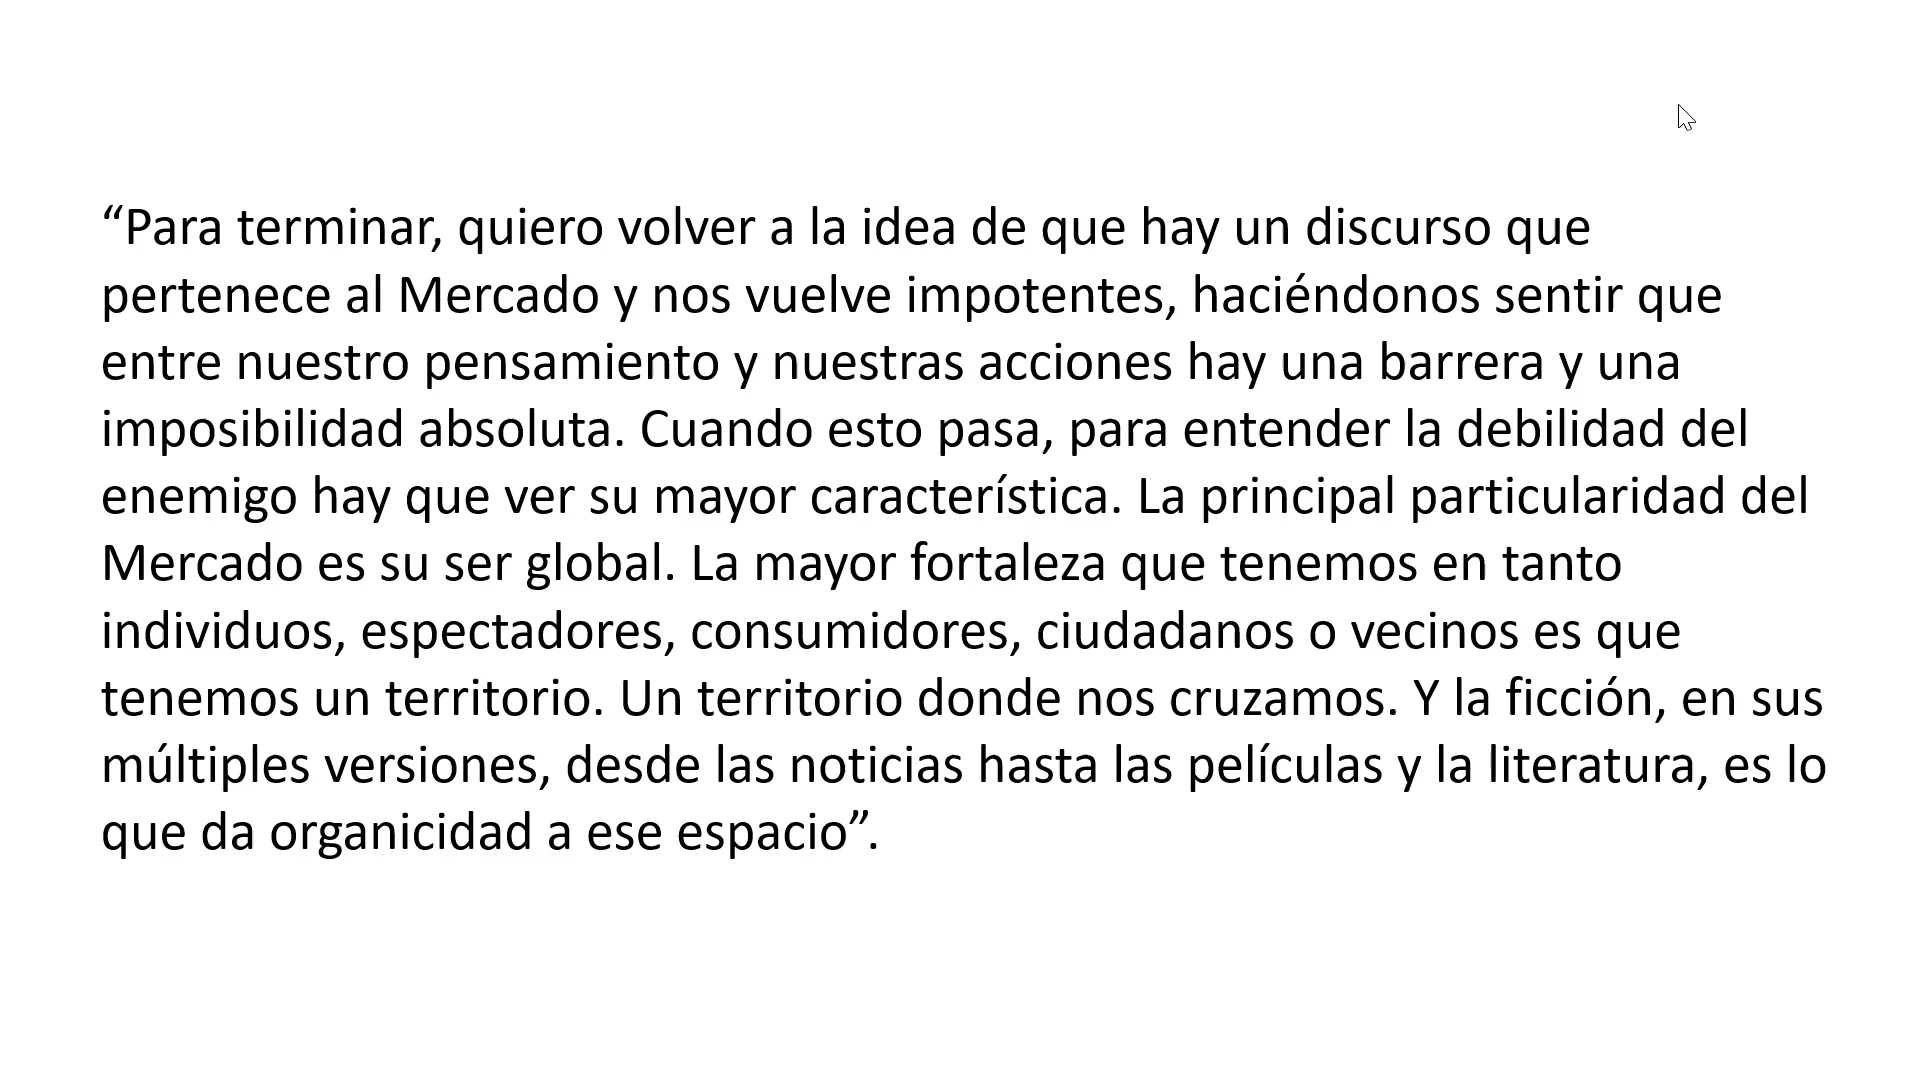 “Para terminar, quiero volver a la idea de que hay un discurso que
pertenece al Mercado y nos vuelve impotentes, haciéndonos sentir que
entre nuestro pensamiento y nuestras acciones hay una barrera y una
imposibilidad absoluta. Cuando esto pasa, para entender la debilidad del
enemigo hay que ver su mayor característica. La principal particularidad del
Mercado es su ser global. La mayor fortaleza que tenemos en tanto
individuos, espectadores, consumidores, ciudadanos o vecinos es que
tenemos un territorio. Un territorio donde nos cruzamos. Y la ficción, en sus
múltiples versiones, desde las noticias hasta las películas y la literatura, es lo
que da organicidad a ese espacio”.